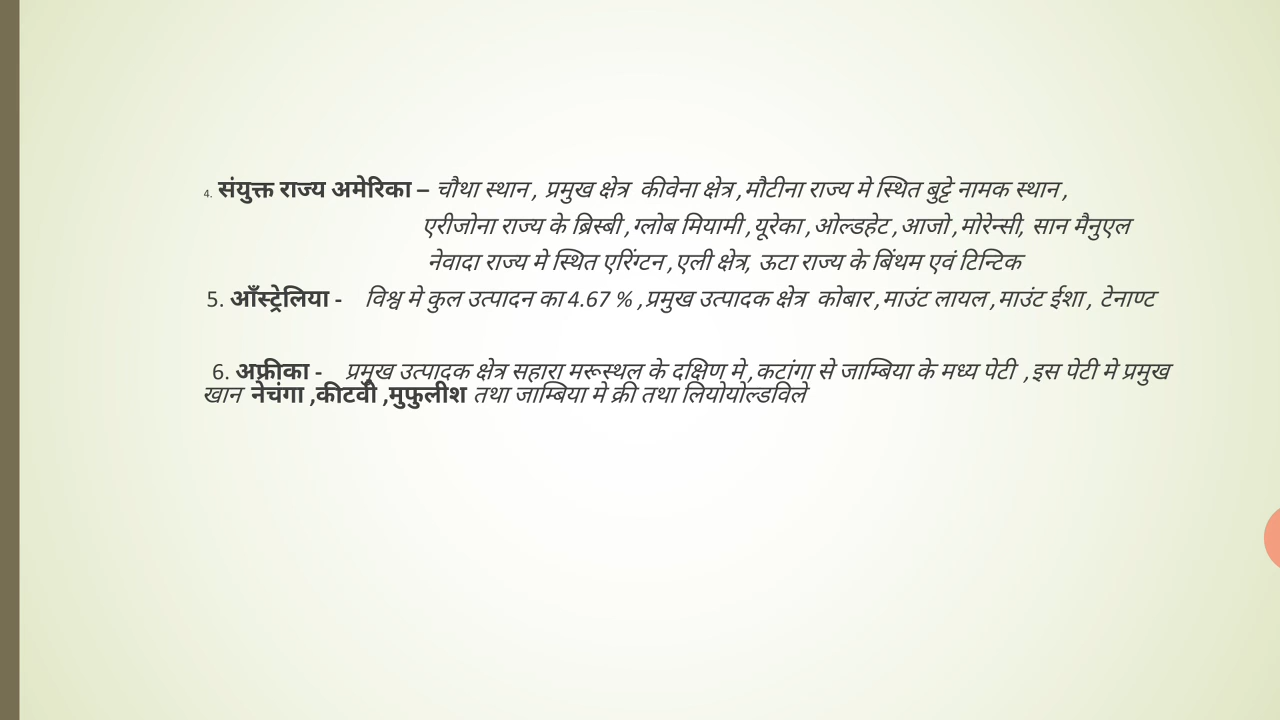 4. संयुक्त राज्य अमेरिका – चौथा स्थान , प्रमुख क्षेत्र कीवेना क्षेत्र ,मौटीना राज्य मे स्थित बुट्टे नामक स्थान ,
एरीजोना राज्य के ब्रिस्बी ,ग्लोब मियामी ,यूरेका ,ओल्डहेट ,आजो ,मोरेन्सी, सान मैनुएल
नेवादा राज्य मे स्थित एरिंग्टन ,एली क्षेत्र, ऊटा राज्य के बिंथम एवं टिन्टिक
5. ऑंस्ट्रेलिया - विश्व मे कुल उत्पादन का 4.67 % ,प्रमुख उत्पादक क्षेत्र कोबार ,माउंट लायल ,माउंट ईशा , टेनाण्ट
6. अफ्रीका - प्रमुख उत्पादक क्षेत्र सहारा मरूस्थल के दक्षिण मे ,कटांगा से जाम्बिया के मध्य पेटी ,इस पेटी मे प्रमुख
खान नेचंगा ,कीटवी ,मुफुलीश तथा जाम्बिया मे क्री तथा लियोयोल्डविले